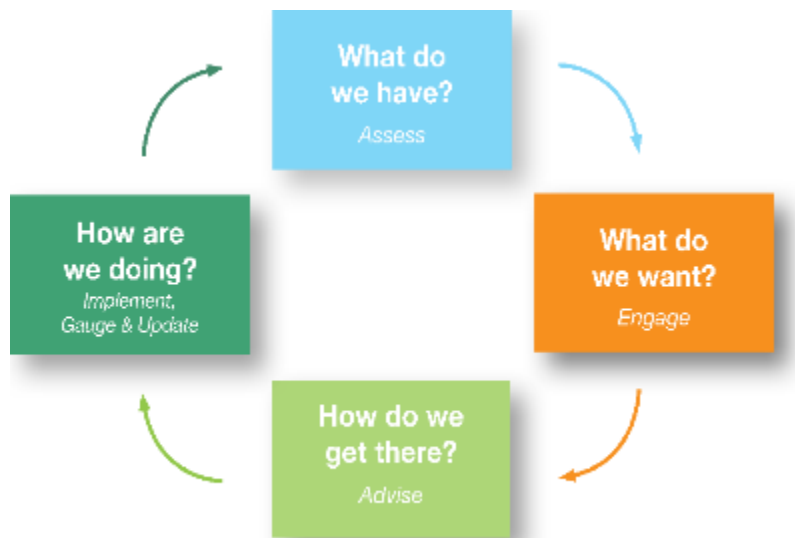 What do
we have?
Assess
What do
we want?
Engage
How do we
get there?
Advise
How are
we doing?
Implement,
Gauge & Update